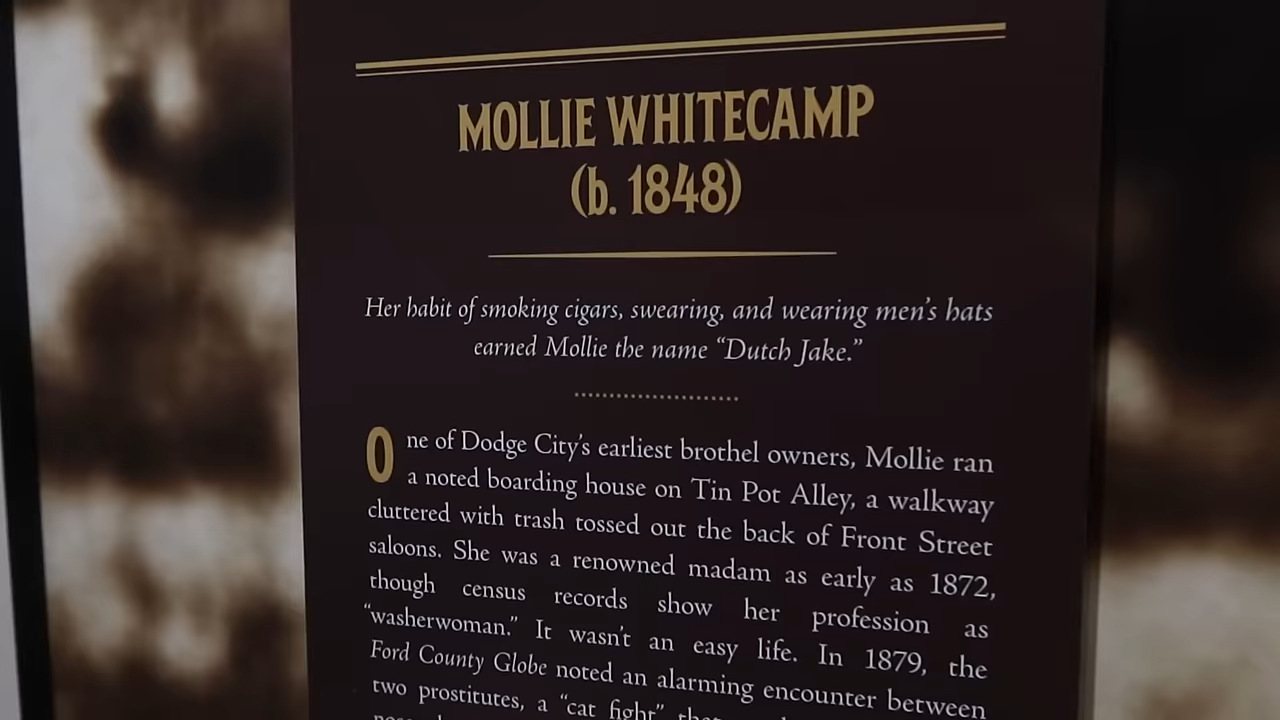 MOLLIE WHITECAMP
(b. 1848)
Her habit of smoking cigars, swearing, and wearing men's hats
earned Mollie the name “Dutch Jake.”
One of Dodge City's earliest brothel owners, Mollie ran
a noted boarding house on Tin Pot Alley, a walkway
cluttered with trash tossed out the back of Front Street
saloons. She was a renowned madam as early as 1872,
though census records show her profession as
“washerwoman.” It wasn't an easy life. In 1879, the
Ford County Globe noted an alarming encounter between
two prostitutes, a “cat fight”